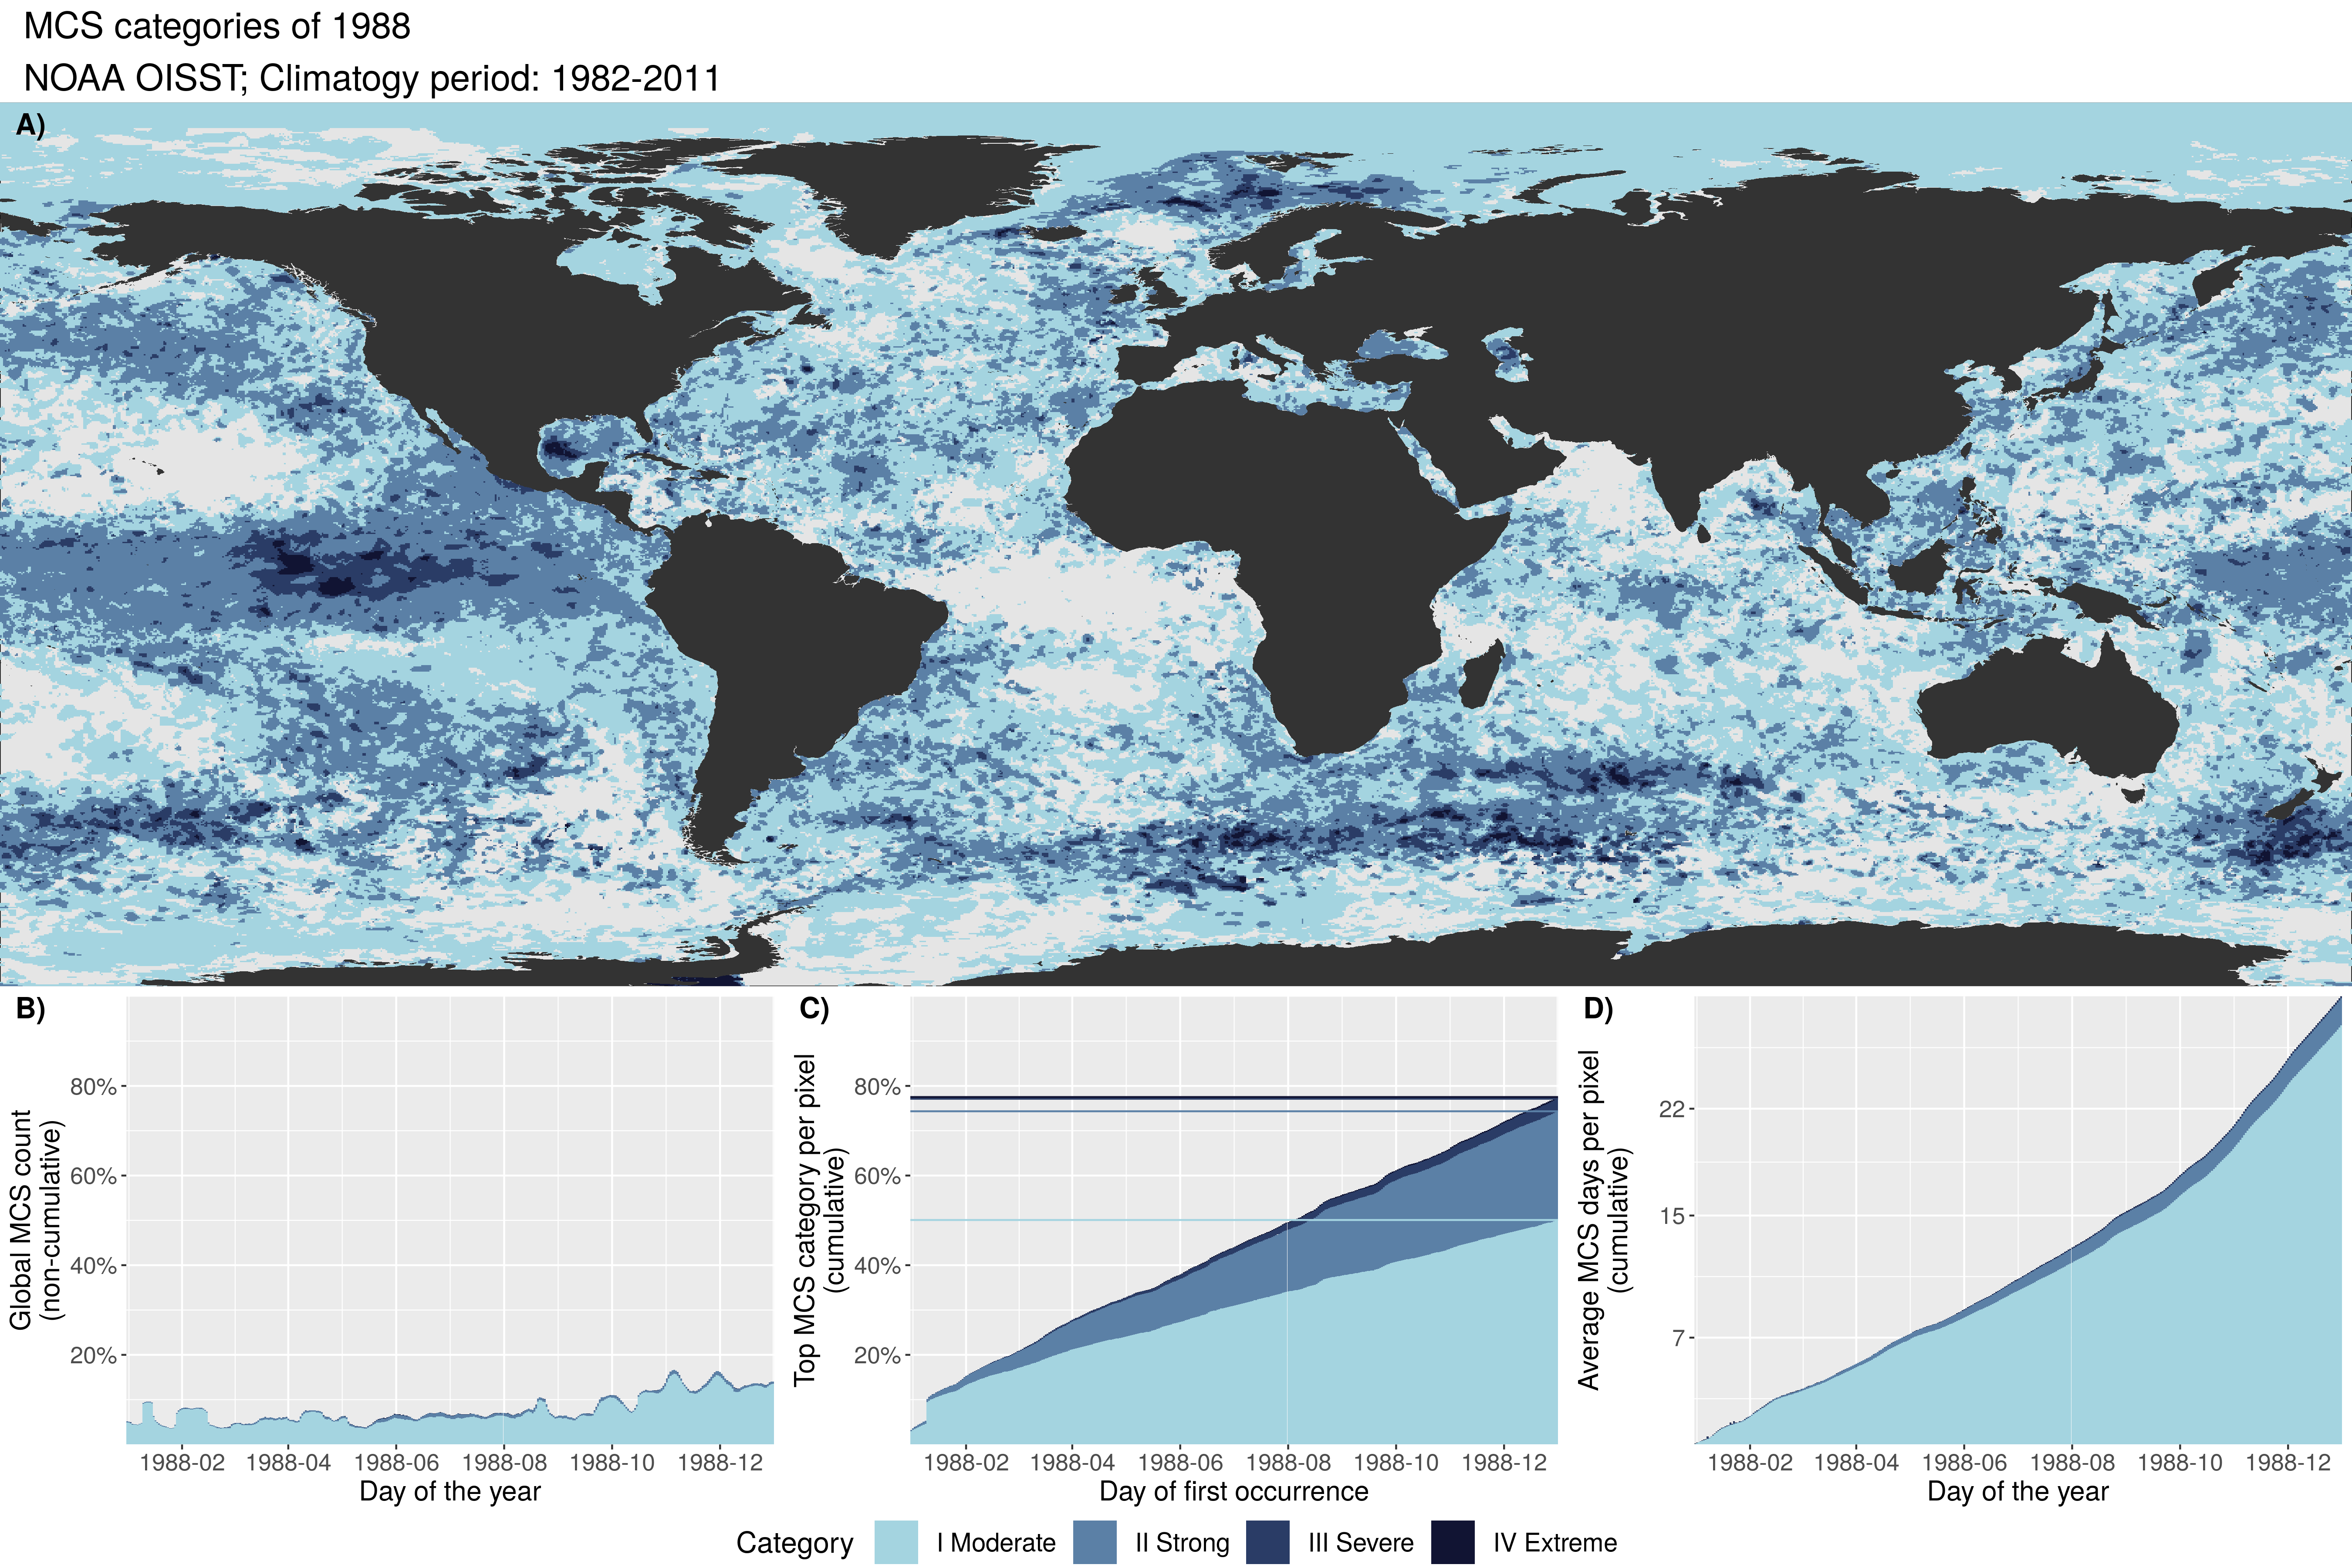 MCS categories of 1988
NOAA OISST; Climatogy period: 1982-2011
A)
B)
Global MCS count
(non-cumulative)
80%
60%
40%
20%
1988-02 1988-04 1988-06 1988-08 1988-10 1988-12
Day of the year
C)
Top MCS category per pixel
(cumulative)
80%
60%
40%
20%
1988-02 1988-04 1988-06 1988-08 1988-10 1988-12
Day of first occurrence
D)
Average MCS days per pixel
(cumulative)
22
15
7
1988-02 1988-04 1988-06 1988-08 1988-10 1988-12
Day of the year
Category I Moderate II Strong III Severe IV Extreme